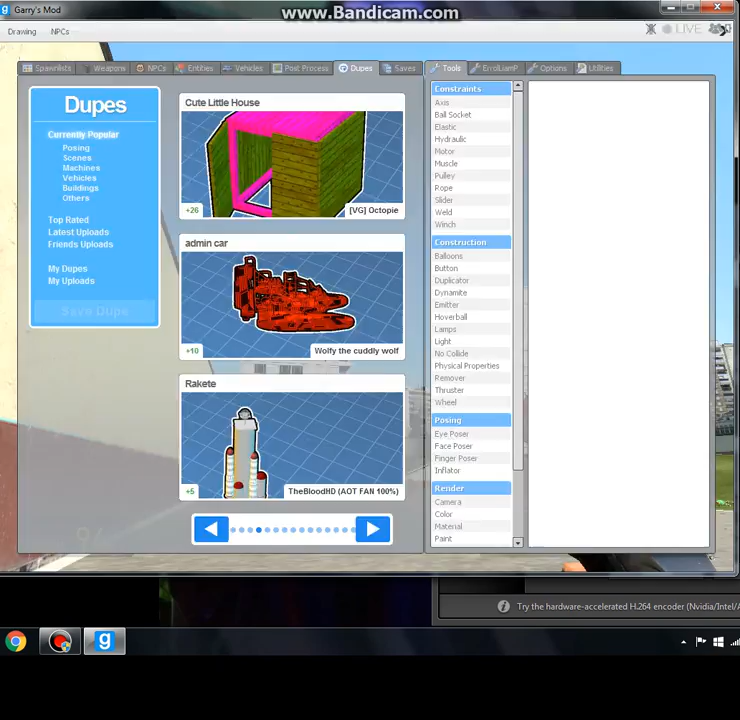 www.Bandicam.com
Garry's Mod
Drawing NPCs
LIVE
Spawnlists Weapons NPCs Entities Vehicles Post Process Dupes Saves Tools ErrolLiamP Options Utilities
Dupes
Currently Popular
Posing
Scenes
Machines
Vehicles
Buildings
Others
Top Rated
Latest Uploads
Friends Uploads
My Dupes
My Uploads
Save Dupe
Cute Little House
+26 [VG] Octopie
admin car
+10 Wolfy the cuddly wolf
Rakete
+5 TheBloodHD (AOT FAN 100%)
Constraints
Axis
Ball Socket
Elastic
Hydraulic
Motor
Muscle
Pulley
Rope
Slider
Weld
Winch
Construction
Balloons
Button
Duplicator
Dynamite
Emitter
Hoverball
Lamps
Light
No Collide
Physical Properties
Remover
Thruster
Wheel
Posing
Eye Poser
Face Poser
Finger Poser
Inflator
Render
Camera
Color
Material
Paint
Try the hardware-accelerated H.264 encoder (Nvidia/Intel/